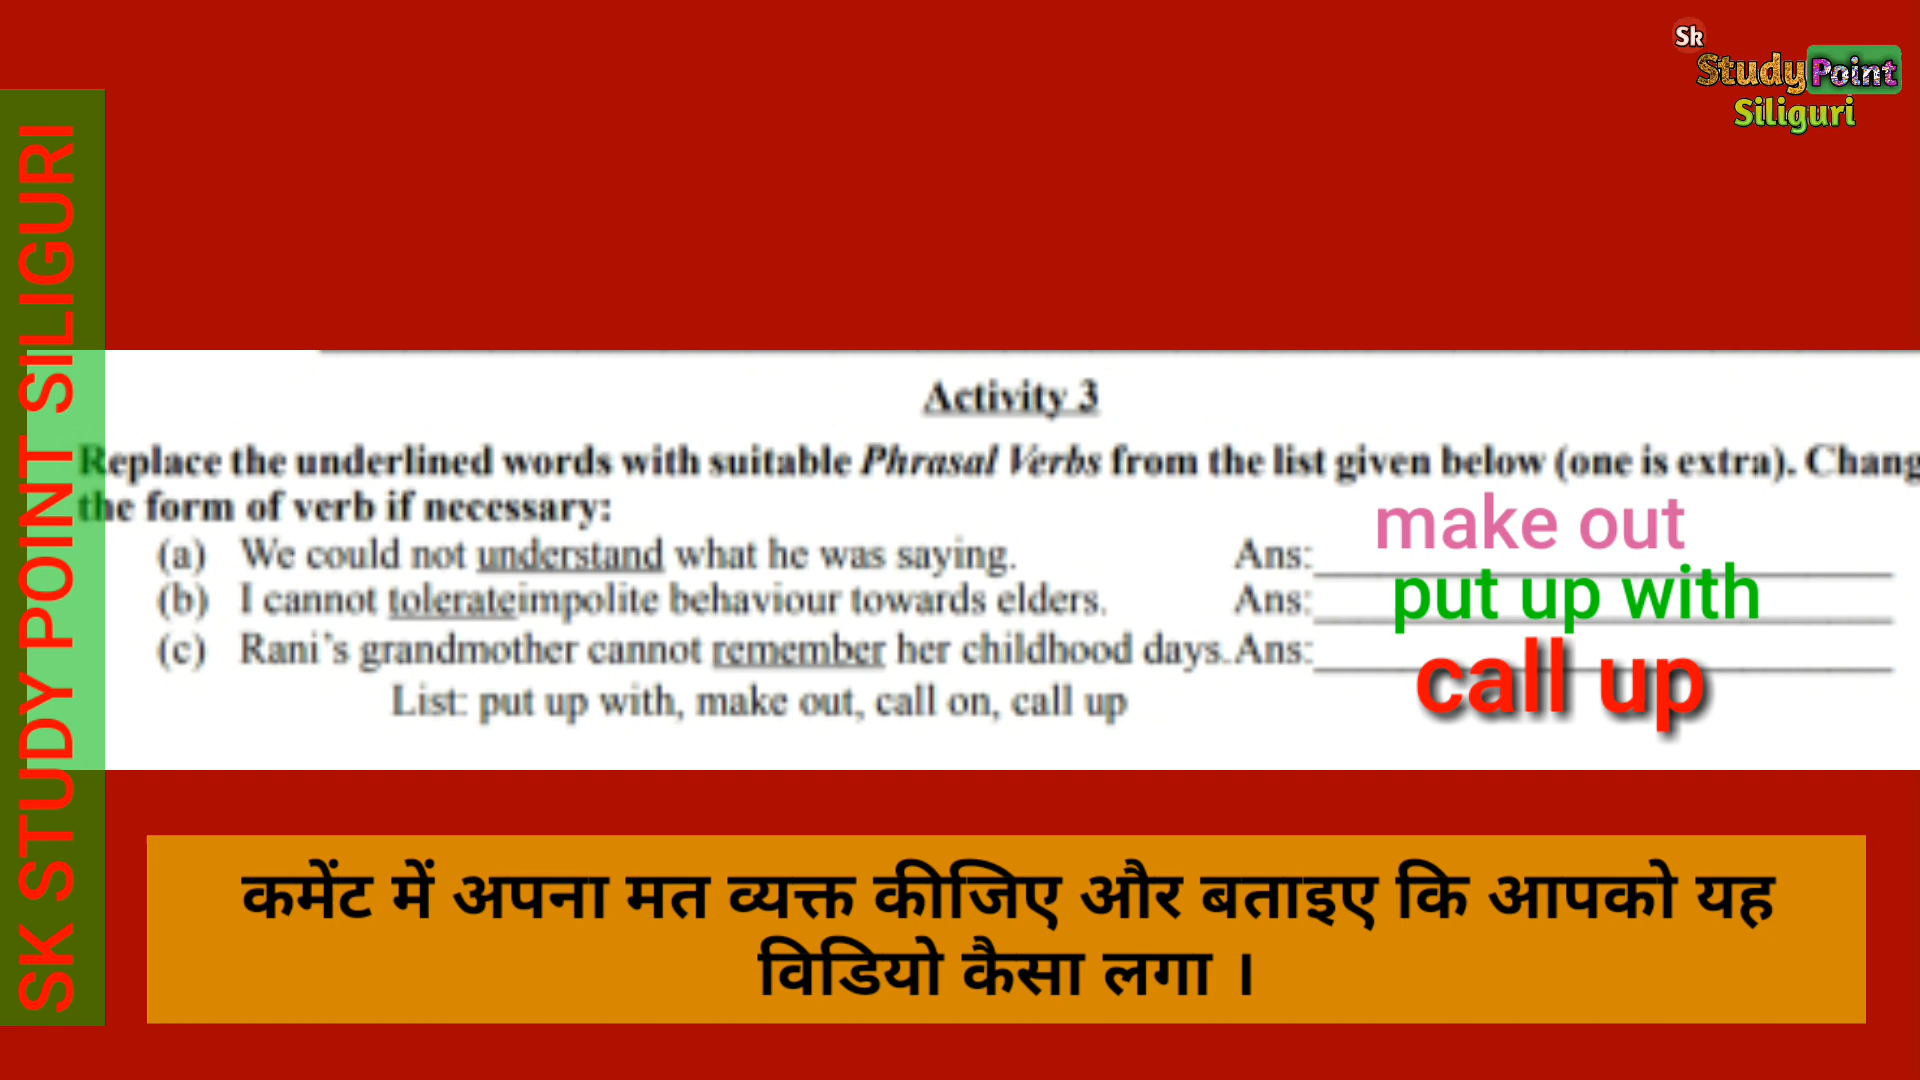 Sk
Study Point
Siliguri
SK STUDY POINT SILIGURI
Activity 3
Replace the underlined words with suitable Phrasal Verbs from the list given below (one is extra). Chang
the form of verb if necessary:
(a) We could not understand what he was saying. Ans: make out
(b) I cannot tolerateimpolite behaviour towards elders. Ans: put up with
(c) Rani's grandmother cannot remember her childhood days. Ans: call up
List: put up with, make out, call on, call up
कमेंट में अपना मत व्यक्त कीजिए और बताइए कि आपको यह
विडियो कैसा लगा ।